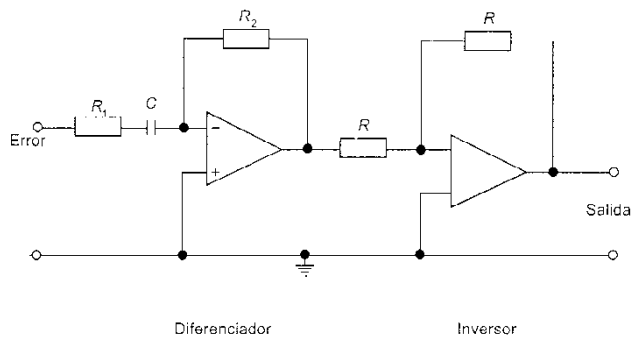 R2
R
R1
C
Error
−
+
R
Salida
Diferenciador
Inversor